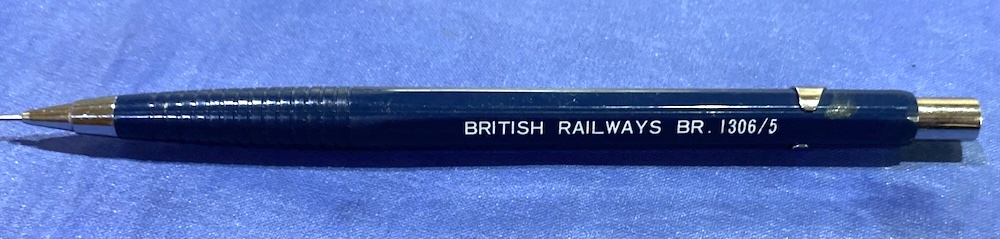 BRITISH RAILWAYS BR. 1306/5